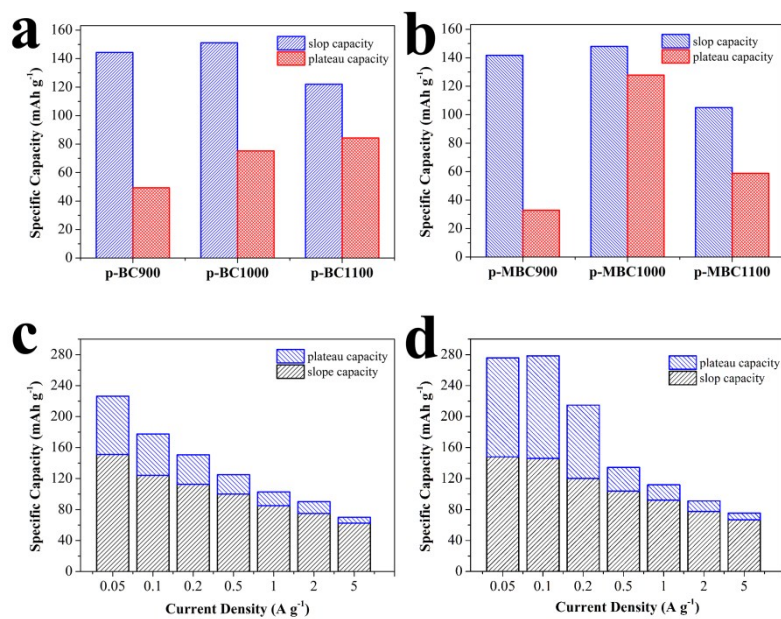 a
160
140
120
100
80
60
40
20
0
Specific Capacity (mAh g⁻¹)
slop capacity
plateau capacity
p-BC900 p-BC1000 p-BC1100
b
160
140
120
100
80
60
40
20
0
Specific Capacity (mAh g⁻¹)
slop capacity
plateau capacity
p-MBC900 p-MBC1000 p-MBC1100
c
280
240
200
160
120
80
40
0
Specific Capacity (mAh g⁻¹)
plateau capacity
slope capacity
0.05 0.1 0.2 0.5 1 2 5
Current Density (A g⁻¹)
d
280
240
200
160
120
80
40
0
Specific Capacity (mAh g⁻¹)
plateau capacity
slop capacity
0.05 0.1 0.2 0.5 1 2 5
Current Density (A g⁻¹)